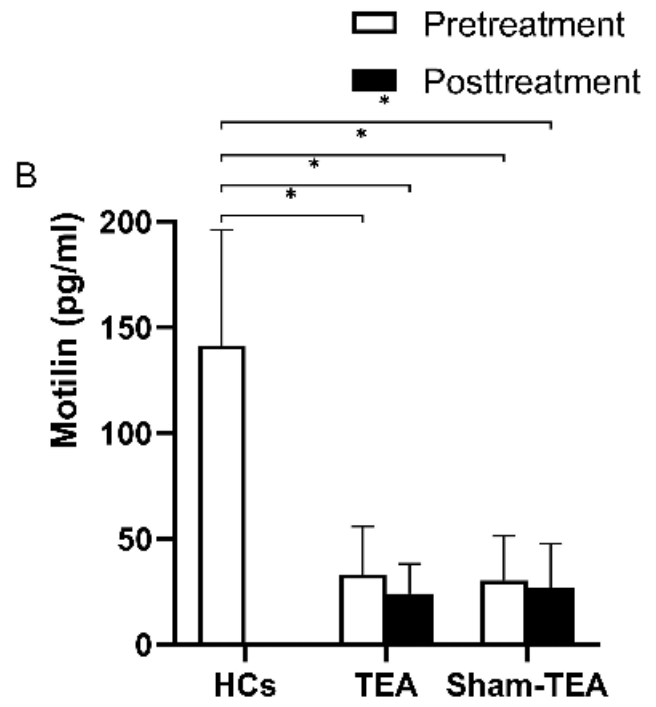 Pretreatment
Posttreatment
*
*
*
*
B
Motilin (pg/ml)
200
150
100
50
0
HCs TEA Sham-TEA